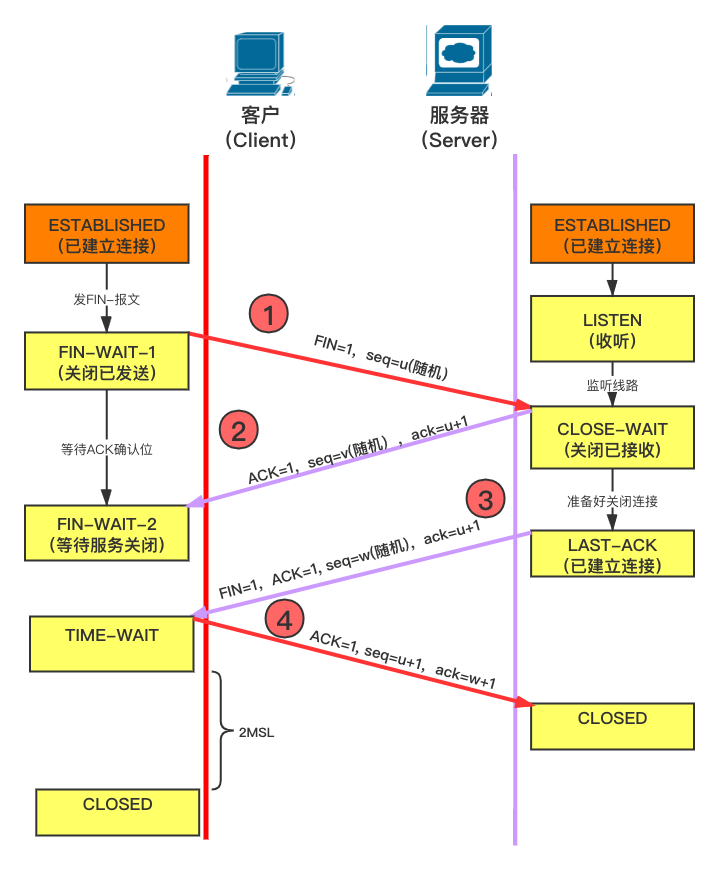 客户
（Client）
服务器
（Server）
ESTABLISHED
（已建立连接）
ESTABLISHED
（已建立连接）
发FIN-报文
1
LISTEN
（收听）
FIN-WAIT-1
（关闭已发送）
FIN=1，seq=u(随机）
监听线路
2
CLOSE-WAIT
（关闭已接收）
等待ACK确认位
ACK=1，seq=v(随机），ack=u+1
3
准备好关闭连接
FIN-WAIT-2
（等待服务关闭）
FIN=1，ACK=1, seq=w(随机)，ack=u+1
LAST-ACK
（已建立连接）
4
TIME-WAIT
ACK=1, seq=u+1，ack=w+1
CLOSED
2MSL
CLOSED